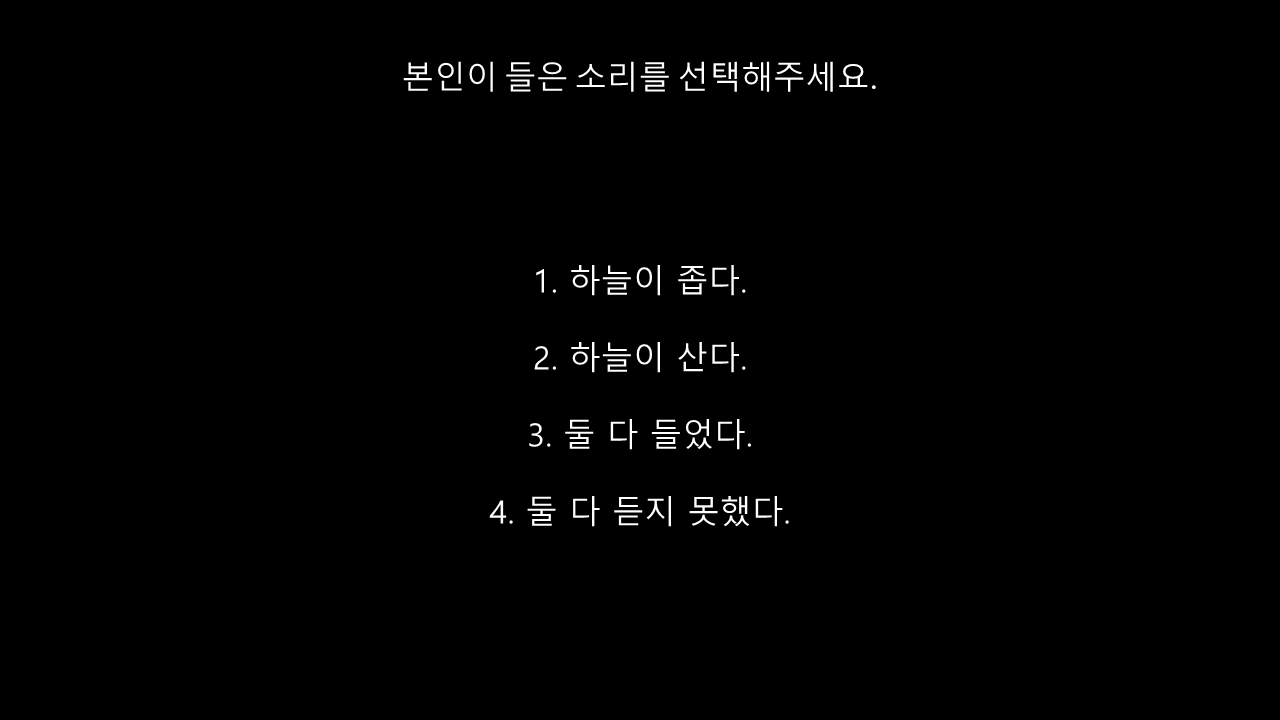 본인이 들은 소리를 선택해주세요.
1. 하늘이 좁다.
2. 하늘이 산다.
3. 둘 다 들었다.
4. 둘 다 듣지 못했다.